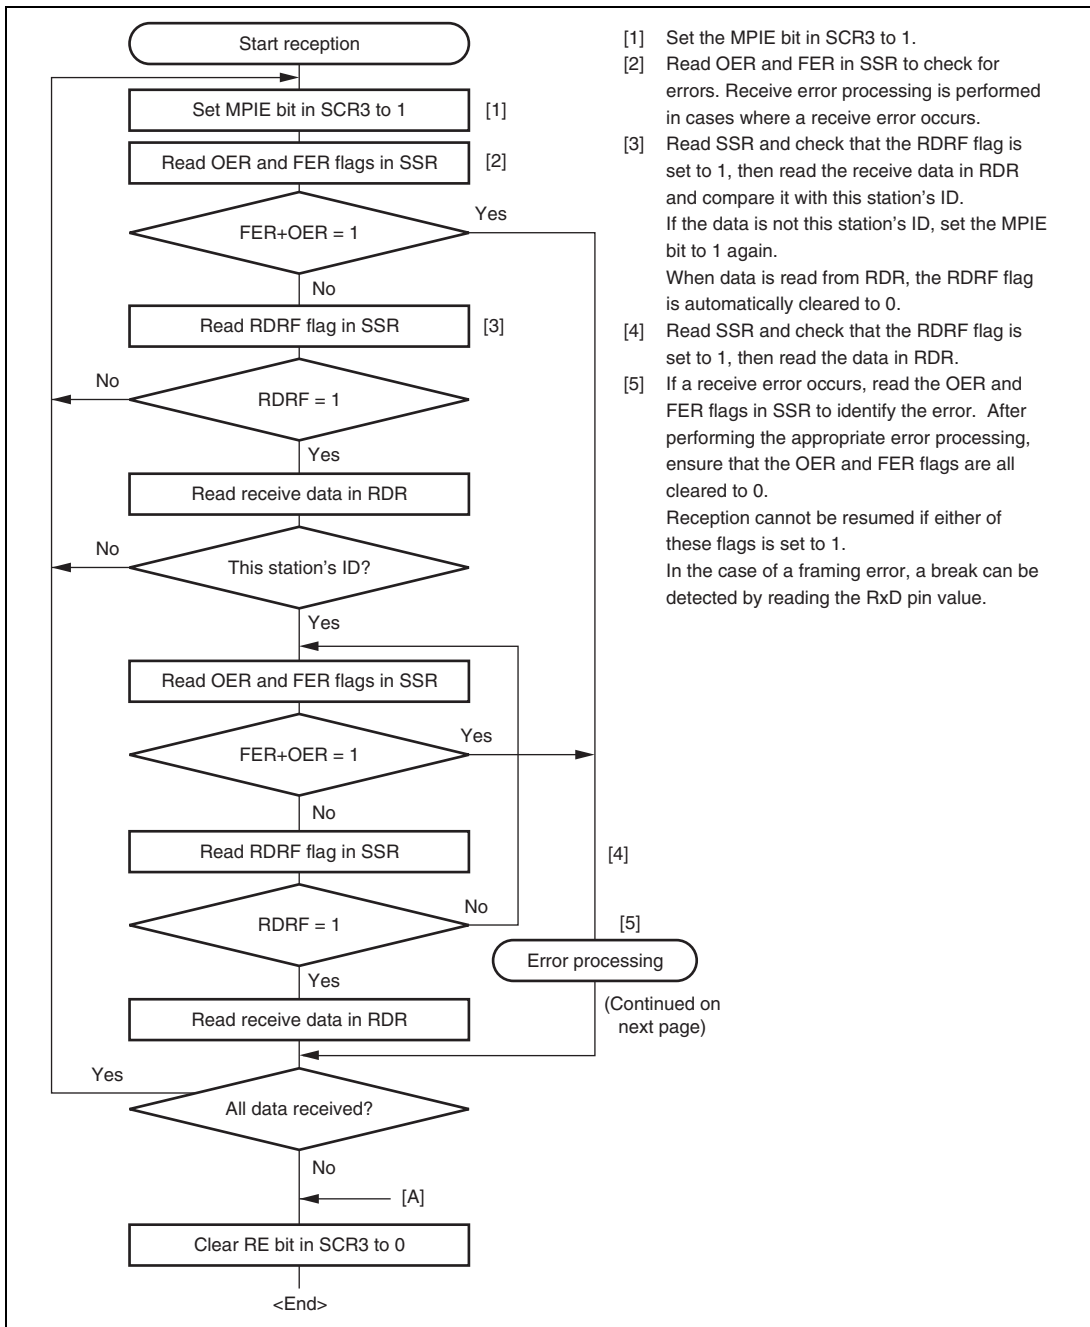 Start reception
Set MPIE bit in SCR3 to 1
[1]
Read OER and FER flags in SSR
[2]
Yes
FER+OER = 1
No
Read RDRF flag in SSR
[3]
No
RDRF = 1
Yes
Read receive data in RDR
No
This station's ID?
Yes
Read OER and FER flags in SSR
Yes
FER+OER = 1
No
Read RDRF flag in SSR
[4]
No
RDRF = 1
[5]
Error processing
Yes
(Continued on
next page)
Read receive data in RDR
Yes
All data received?
No
[A]
Clear RE bit in SCR3 to 0
<End>
[1] Set the MPIE bit in SCR3 to 1.
[2] Read OER and FER in SSR to check for
errors. Receive error processing is performed
in cases where a receive error occurs.
[3] Read SSR and check that the RDRF flag is
set to 1, then read the receive data in RDR
and compare it with this station's ID.
If the data is not this station's ID, set the MPIE
bit to 1 again.
When data is read from RDR, the RDRF flag
is automatically cleared to 0.
[4] Read SSR and check that the RDRF flag is
set to 1, then read the data in RDR.
[5] If a receive error occurs, read the OER and
FER flags in SSR to identify the error. After
performing the appropriate error processing,
ensure that the OER and FER flags are all
cleared to 0.
Reception cannot be resumed if either of
these flags is set to 1.
In the case of a framing error, a break can be
detected by reading the RxD pin value.